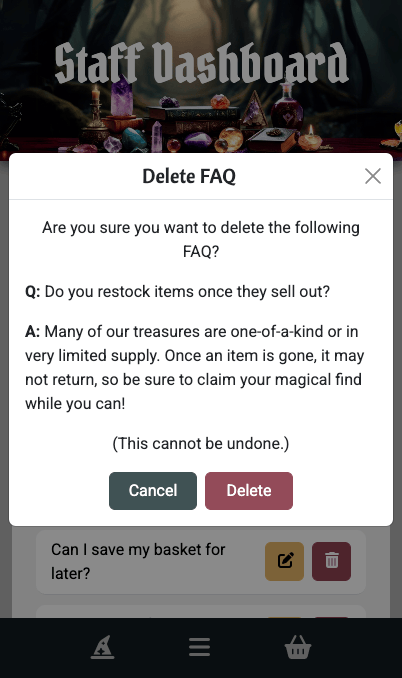 Staff Dashboard
Delete FAQ
Are you sure you want to delete the following
FAQ?
Q: Do you restock items once they sell out?
A: Many of our treasures are one-of-a-kind or in
very limited supply. Once an item is gone, it may
not return, so be sure to claim your magical find
while you can!
(This cannot be undone.)
Cancel Delete
Can I save my basket for
later?